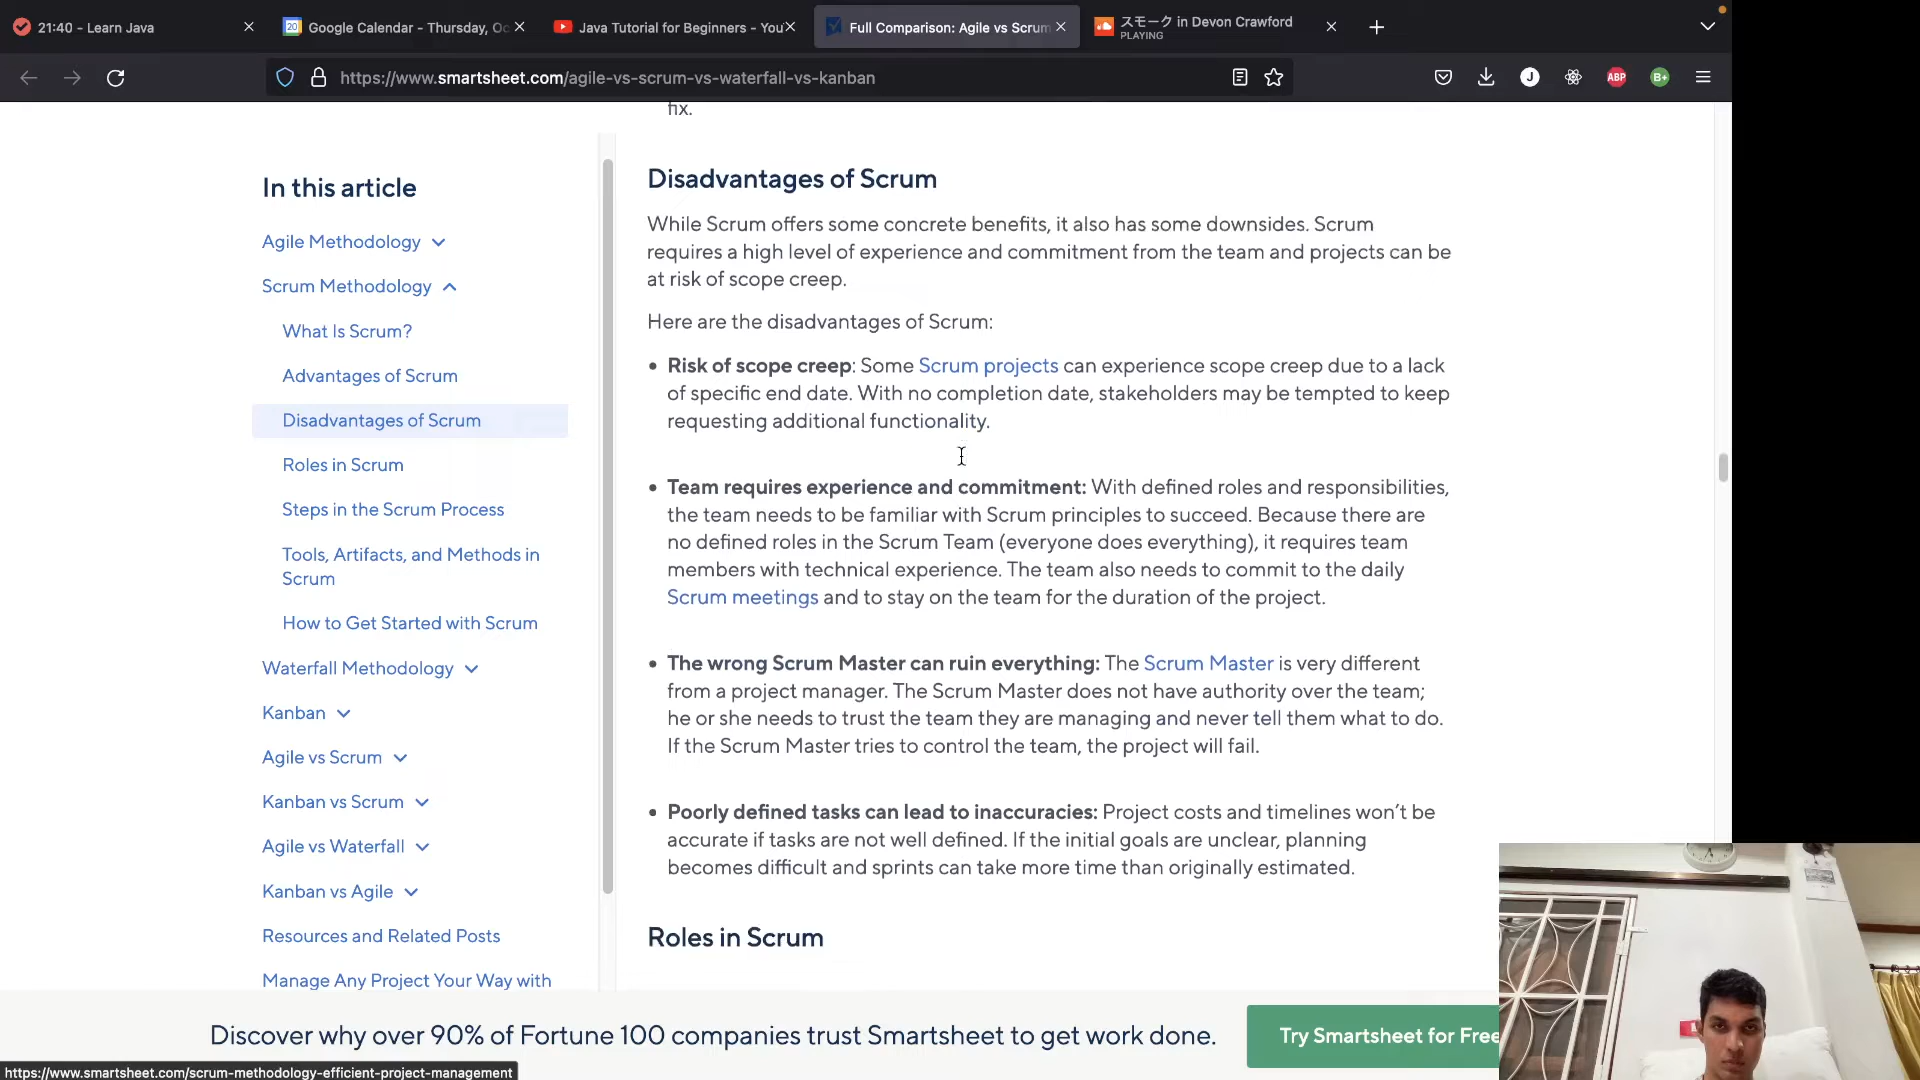 21:40 - Learn Java
Google Calendar - Thursday, Oc
Java Tutorial for Beginners - You
Full Comparison: Agile vs Scrum
スモーク in Devon Crawford
PLAYING
https://www.smartsheet.com/agile-vs-scrum-vs-waterfall-vs-kanban
J
ABP
B+
fix.
In this article
Agile Methodology
Scrum Methodology
What Is Scrum?
Advantages of Scrum
Disadvantages of Scrum
Roles in Scrum
Steps in the Scrum Process
Tools, Artifacts, and Methods in
Scrum
How to Get Started with Scrum
Waterfall Methodology
Kanban
Agile vs Scrum
Kanban vs Scrum
Agile vs Waterfall
Kanban vs Agile
Resources and Related Posts
Manage Any Project Your Way with
Disadvantages of Scrum
While Scrum offers some concrete benefits, it also has some downsides. Scrum
requires a high level of experience and commitment from the team and projects can be
at risk of scope creep.
Here are the disadvantages of Scrum:
• Risk of scope creep: Some Scrum projects can experience scope creep due to a lack
of specific end date. With no completion date, stakeholders may be tempted to keep
requesting additional functionality.
• Team requires experience and commitment: With defined roles and responsibilities,
the team needs to be familiar with Scrum principles to succeed. Because there are
no defined roles in the Scrum Team (everyone does everything), it requires team
members with technical experience. The team also needs to commit to the daily
Scrum meetings and to stay on the team for the duration of the project.
• The wrong Scrum Master can ruin everything: The Scrum Master is very different
from a project manager. The Scrum Master does not have authority over the team;
he or she needs to trust the team they are managing and never tell them what to do.
If the Scrum Master tries to control the team, the project will fail.
• Poorly defined tasks can lead to inaccuracies: Project costs and timelines won’t be
accurate if tasks are not well defined. If the initial goals are unclear, planning
becomes difficult and sprints can take more time than originally estimated.
Roles in Scrum
Discover why over 90% of Fortune 100 companies trust Smartsheet to get work done.
Try Smartsheet for Free
https://www.smartsheet.com/scrum-methodology-efficient-project-management